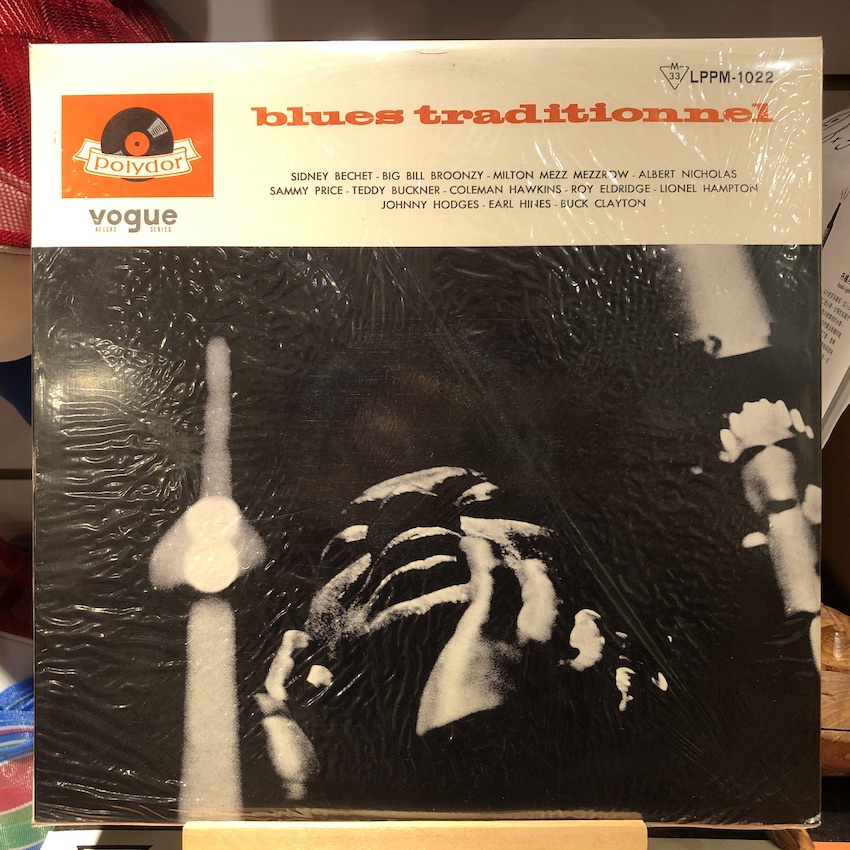 M
33
LPPM-1022
blues traditionnel
polydor
vogue
RECORD SERIES
SIDNEY BECHET - BIG BILL BROONZY - MILTON MEZZ MEZZROW - ALBERT NICHOLAS
SAMMY PRICE - TEDDY BUCKNER - COLEMAN HAWKINS - ROY ELDRIDGE - LIONEL HAMPTON
JOHNNY HODGES - EARL HINES - BUCK CLAYTON